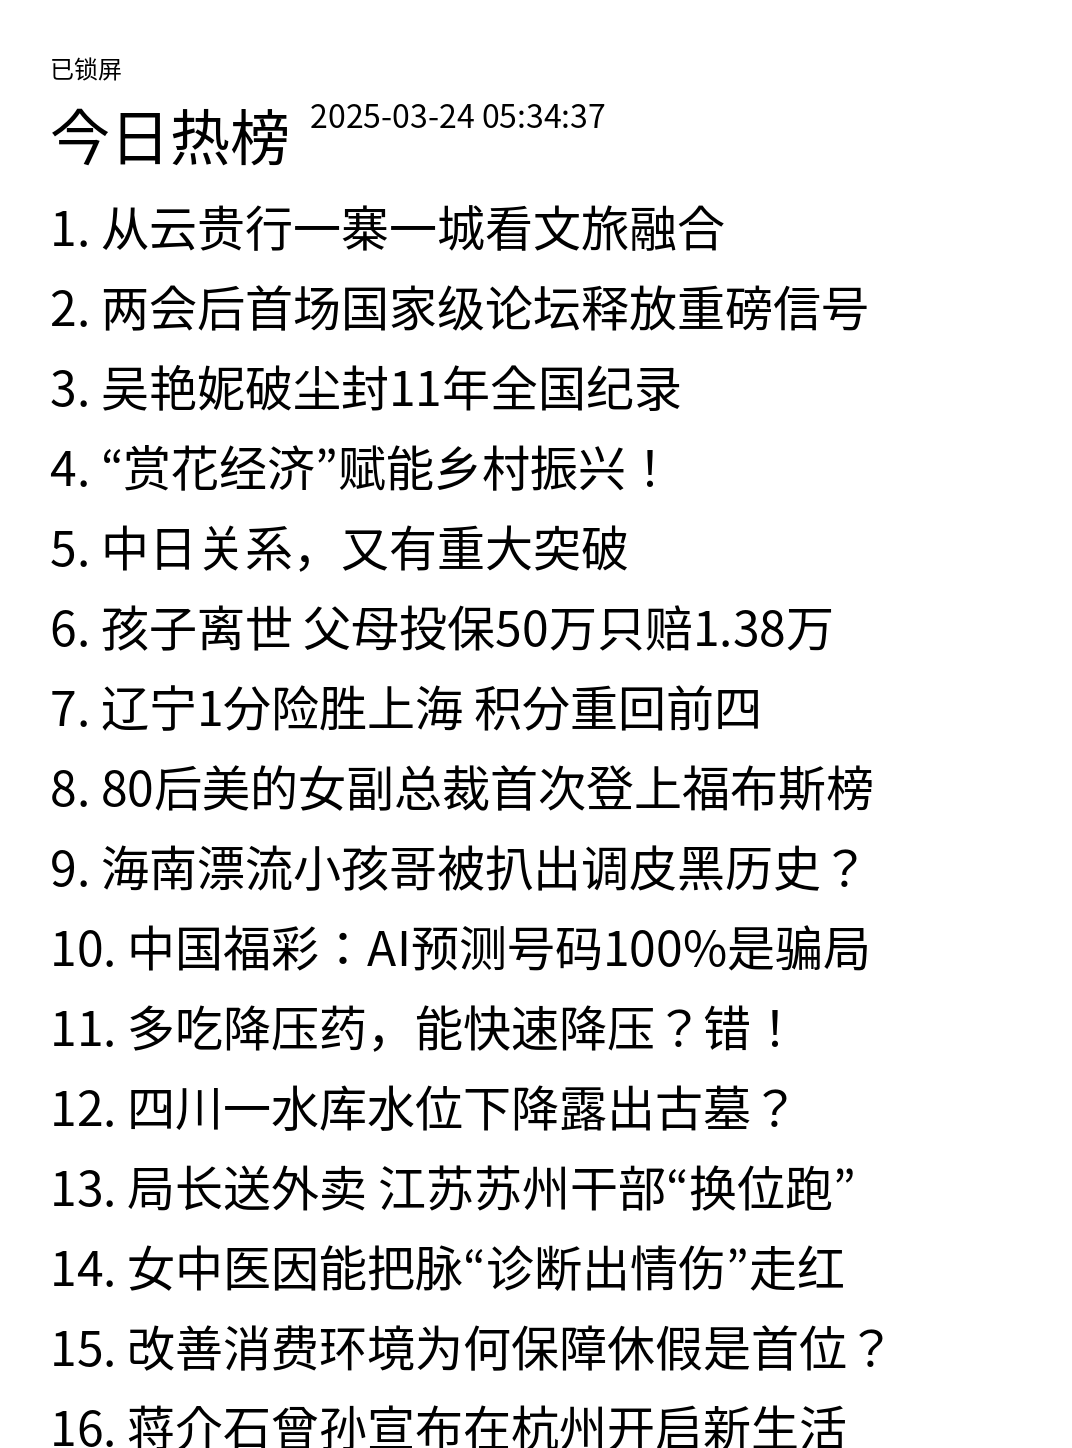 已锁屏
今日热榜 2025-03-24 05:34:37
1. 从云贵行一寨一城看文旅融合
2. 两会后首场国家级论坛释放重磅信号
3. 吴艳妮破尘封11年全国纪录
4. “赏花经济”赋能乡村振兴！
5. 中日关系，又有重大突破
6. 孩子离世 父母投保50万只赔1.38万
7. 辽宁1分险胜上海 积分重回前四
8. 80后美的女副总裁首次登上福布斯榜
9. 海南漂流小孩哥被扒出调皮黑历史？
10. 中国福彩：AI预测号码100%是骗局
11. 多吃降压药，能快速降压？错！
12. 四川一水库水位下降露出古墓？
13. 局长送外卖 江苏苏州干部“换位跑”
14. 女中医因能把脉“诊断出情伤”走红
15. 改善消费环境为何保障休假是首位？
16. 蒋介石曾孙宣布在杭州开启新生活